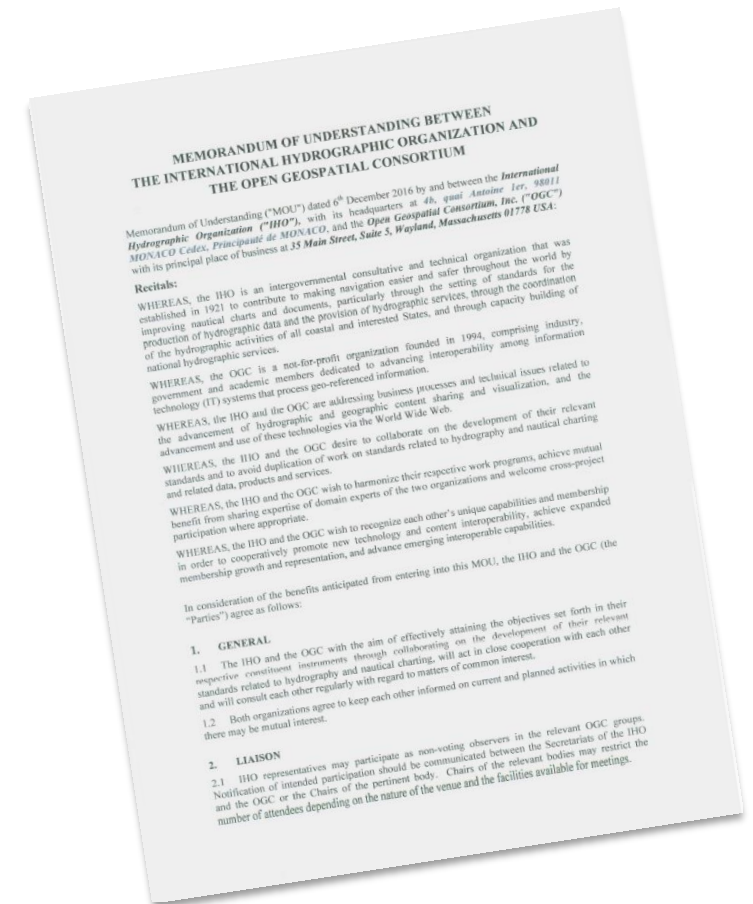 MEMORANDUM OF UNDERSTANDING BETWEEN
THE INTERNATIONAL HYDROGRAPHIC ORGANIZATION AND
THE OPEN GEOSPATIAL CONSORTIUM
Memorandum of Understanding ("MOU") dated 6th December 2016 by and between the International
Hydrographic Organization ("IHO"), with its headquarters at 4b, quai Antoine 1er, 98011
MONACO Cédex, Principauté de MONACO, and the Open Geospatial Consortium, Inc. ("OGC")
with its principal place of business at 35 Main Street, Suite 5, Wayland, Massachusetts 01778 USA.
Recitals:
WHEREAS, the IHO is an intergovernmental consultative and technical organization that was
established in 1921 to contribute to making navigation easier and safer throughout the world by
improving nautical charts and documents, particularly through the setting of standards for the
production of hydrographic data and the provision of hydrographic services, through the coordination
of the hydrographic activities of all coastal and interested States, and through capacity building of
national hydrographic services.
WHEREAS, the OGC is a not-for-profit organization founded in 1994, comprising industry,
government and academic members dedicated to advancing interoperability among information
technology (IT) systems that process geo-referenced information.
WHEREAS, the IHO and the OGC are addressing business processes and technical issues related to
the advancement of hydrographic and geographic content sharing and visualization, and the
advancement and use of these technologies via the World Wide Web.
WHEREAS, the IHO and the OGC desire to collaborate on the development of their relevant
standards and to avoid duplication of work on standards related to hydrography and nautical charting
and related data, products and services.
WHEREAS, the IHO and the OGC wish to harmonize their respective work programs, achieve mutual
benefit from sharing expertise of domain experts of the two organizations and welcome cross-project
participation where appropriate.
WHEREAS, the IHO and the OGC wish to recognize each other's unique capabilities and membership
in order to cooperatively promote new technology and content interoperability, achieve expanded
membership growth and representation, and advance emerging interoperable capabilities.
In consideration of the benefits anticipated from entering into this MOU, the IHO and the OGC (the
"Parties") agree as follows:
1. GENERAL
1.1 The IHO and the OGC with the aim of effectively attaining the objectives set forth in their
respective constituent instruments through collaborating on the development of their relevant
standards related to hydrography and nautical charting, will act in close cooperation with each other
and will consult each other regularly with regard to matters of common interest.
1.2 Both organizations agree to keep each other informed on current and planned activities in which
there may be mutual interest.
2. LIAISON
2.1 IHO representatives may participate as non-voting observers in the relevant OGC groups.
Notification of intended participation should be communicated between the Secretariats of the IHO
and the OGC or the Chairs of the pertinent body. Chairs of the relevant bodies may restrict the
number of attendees depending on the nature of the venue and the facilities available for meetings.